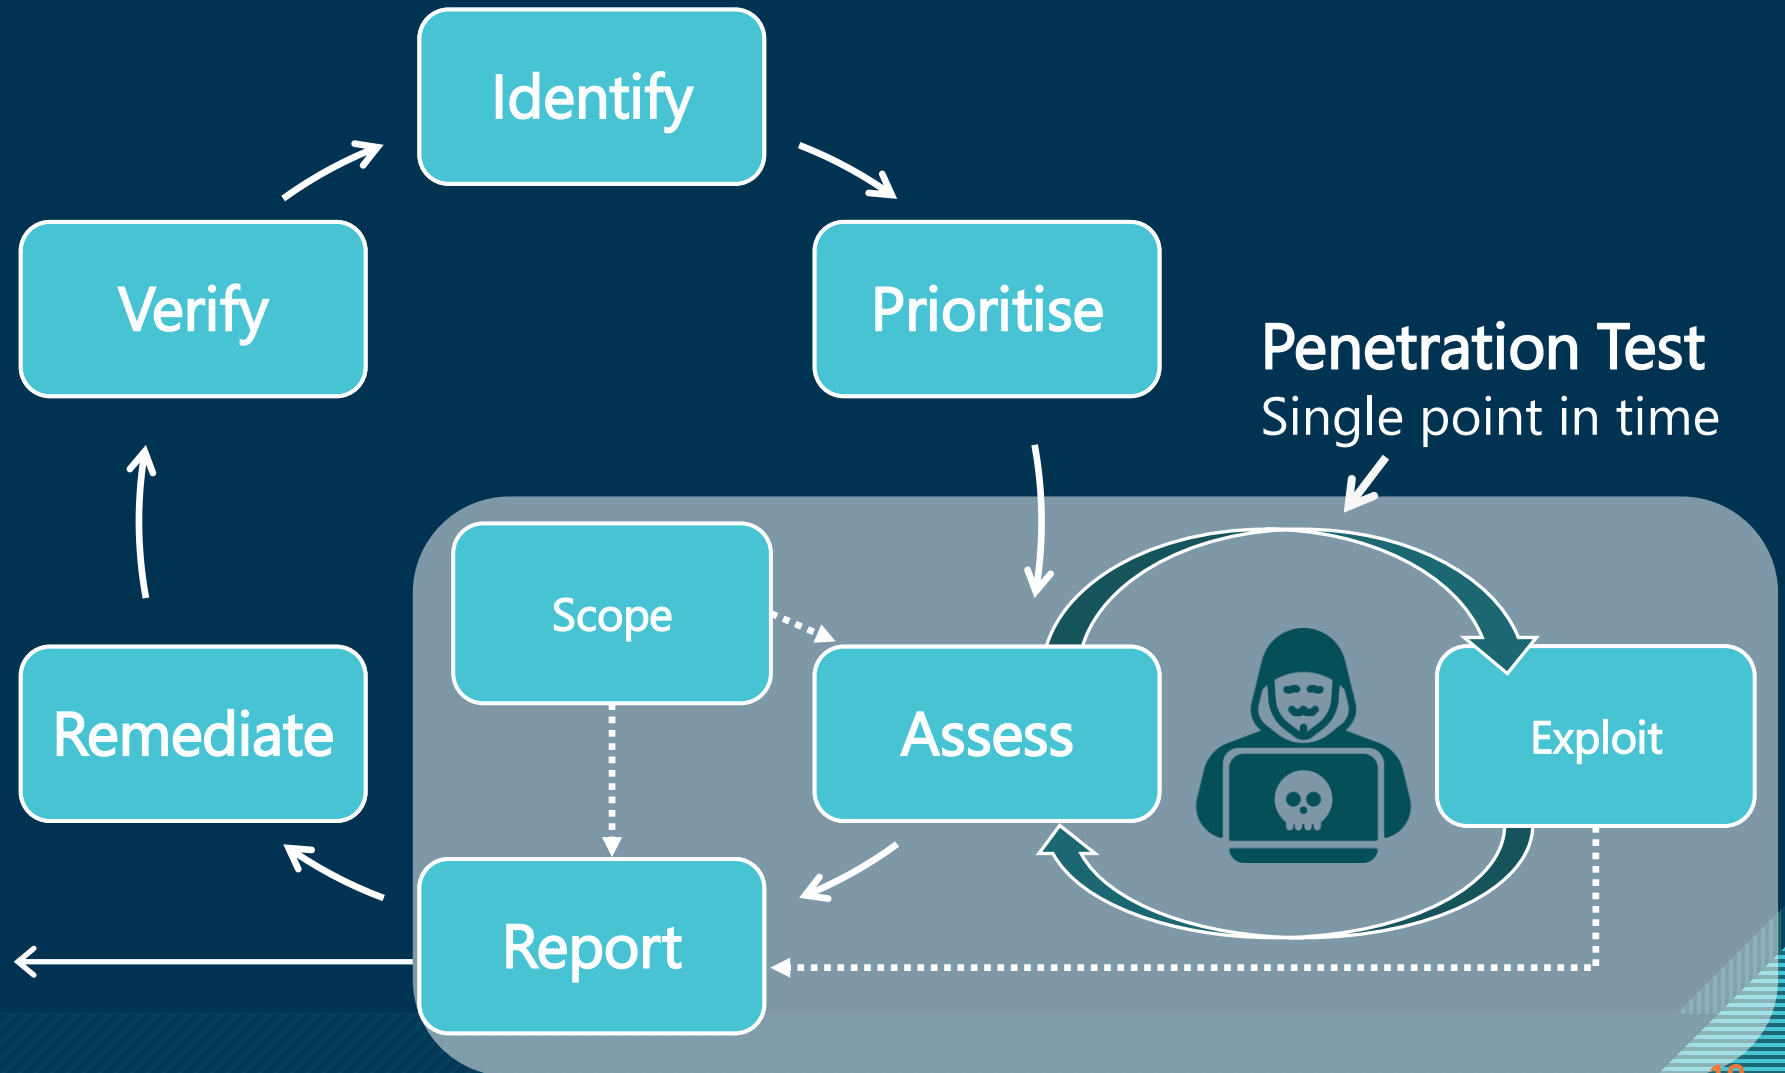 Identify
Verify
Prioritise
Penetration Test
Single point in time
Scope
Remediate
Assess
Exploit
Report